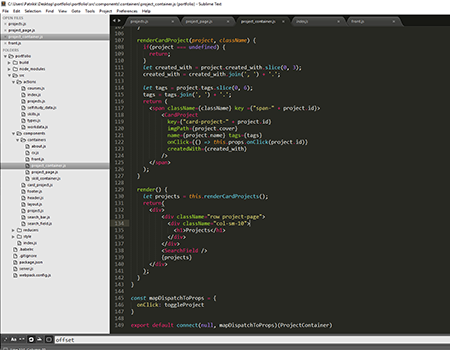 C:\Users\Patrik\Desktop\portfolio\portfolio\src\components\containers\project_container.js (portfolio) - Sublime Text
File Edit Selection Find View Goto Tools Project Preferences Help
OPEN FILES
projects.js
project_page.js
project_container.js
front.js
FOLDERS
portfolio
build
node_modules
src
actions
courses.js
index.js
projects.js
selfstudy_data.js
skills.js
types.js
workdata.js
components
containers
about.js
cv.js
front.js
project_container.js
project_page.js
skill_container.js
card_project.js
footer.js
header.js
layout.js
project.js
search_bar.js
search_field.js
reducers
style
index.js
.babelrc
.gitignore
package.json
server.js
webpack.config.js
projects.js
project_page.js
project_container.js
front.js
107 }
renderCardProject(project, className) {
if(project === undefined) {
return;
}
let created_with = project.created_with.slice(0, 3);
created_with = created_with.join(', ') + '.';
let tags = project.tags.slice(0, 6);
tags = tags.join(', ') + '.';
return (
<span className={className} key ={"span-" + project.id}>
<CardProject
key={"card-project-" + project.id}
imgPath={project.cover}
name={project.name} tags={tags}
onClick={() => this.props.onClick(project.id)}
createdWith={created_with}
/>
</span>
);
}
render() {
let projects = this.renderCardProjects();
return(
<div>
<div className="row project-page">
<div className="col-sm-10">
<h1>Projects</h1>
</div>
</div>
<SearchField />
{projects}
</div>
);
}
}
const mapDispatchToProps = {
onClick: toggleProject
}
export default connect(null, mapDispatchToProps)(ProjectContainer)
offset